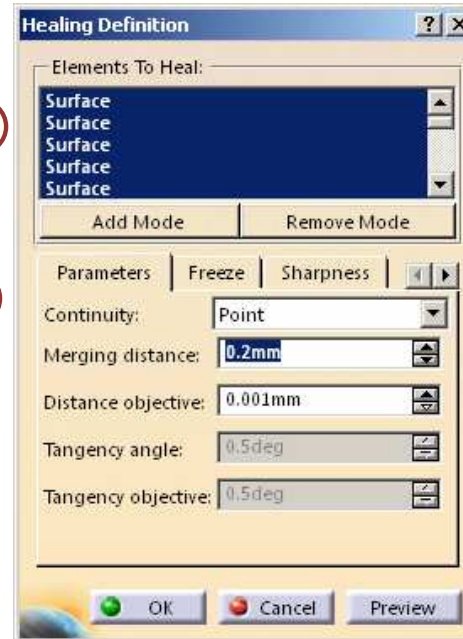 Healing Definition ? X
Elements To Heal:
Surface
Surface
Surface
Surface
Surface
Add Mode Remove Mode
Parameters Freeze Sharpness
Continuity: Point
Merging distance: 0.2mm
Distance objective: 0.001mm
Tangency angle: 0.5deg
Tangency objective: 0.5deg
OK Cancel Preview